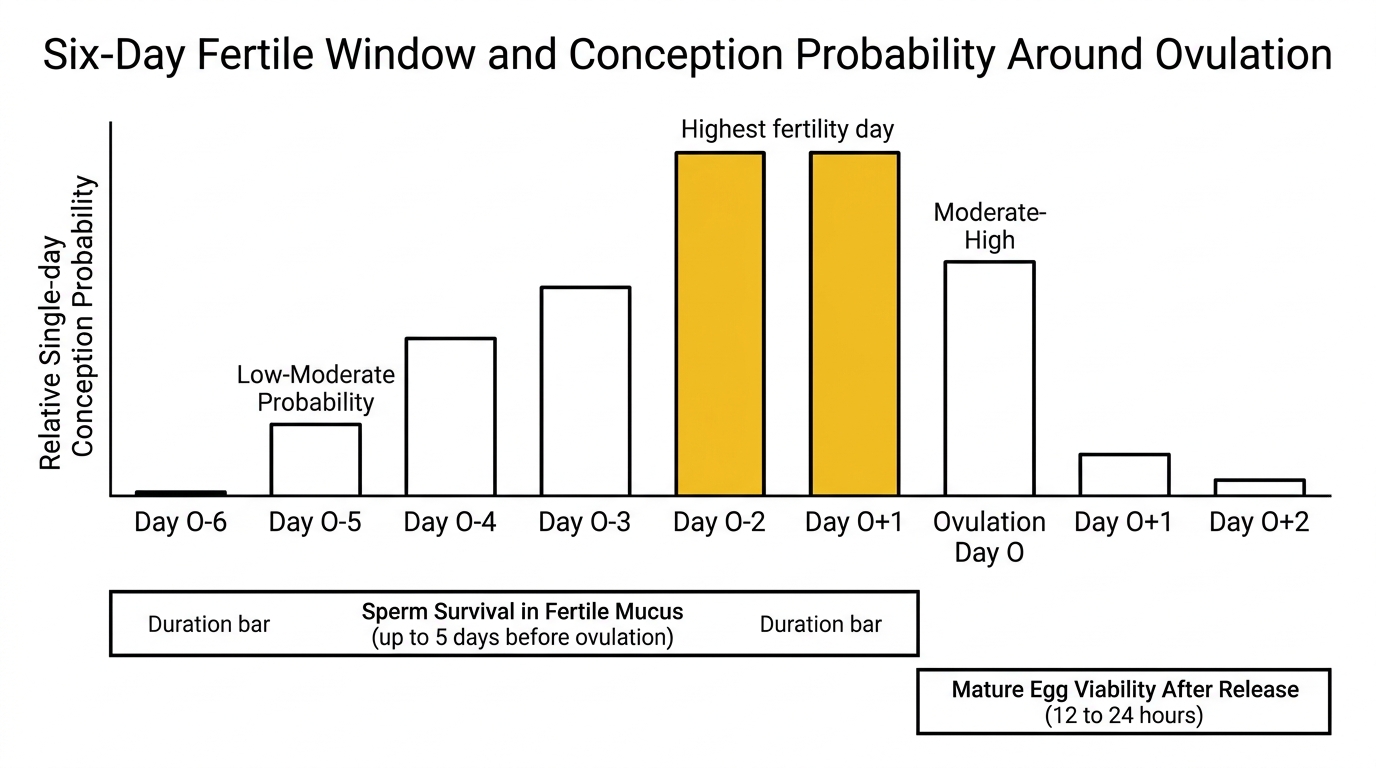 Six-Day Fertile Window and Conception Probability Around Ovulation
Relative Single-day
Conception Probability
Highest fertility day
Moderate-
High
Low-Moderate
Probability
Day O-6
Day O-5
Day O-4
Day O-3
Day O-2
Day O+1
Ovulation
Day O
Day O+1
Day O+2
Duration bar
Sperm Survival in Fertile Mucus
(up to 5 days before ovulation)
Duration bar
Mature Egg Viability After Release
(12 to 24 hours)